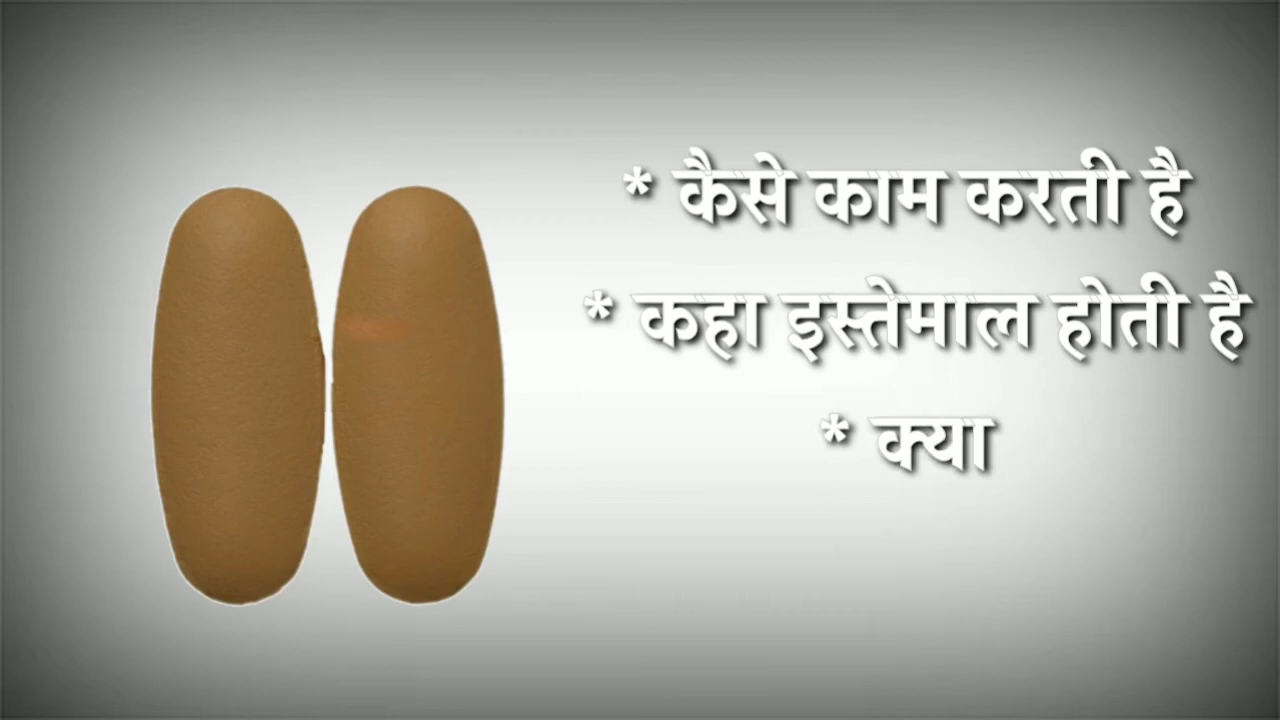 * कैसे काम करती है
* कहा इस्तेमाल होती है
* क्या